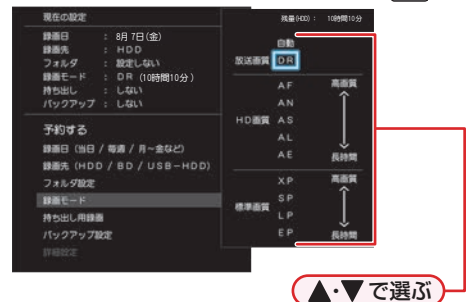 現在の設定
録画日 : 8月 7日(金)
録画先 : HDD
フォルダ : 設定しない
録画モード : DR (10時間10分)
持ち出し : しない
バックアップ : しない
予約する
録画日 (当日 / 毎週 / 月～金など)
録画先 (HDD / BD / USB-HDD)
フォルダ設定
録画モード
持ち出し用録画
バックアップ設定
詳細設定
残量(HDD) : 10時間10分
自動
放送画質 DR
AF 高画質
AN
HD画質 AS
AL
AE 長時間
XP 高画質
標準画質 SP
LP
EP 長時間
▲・▼で選ぶ